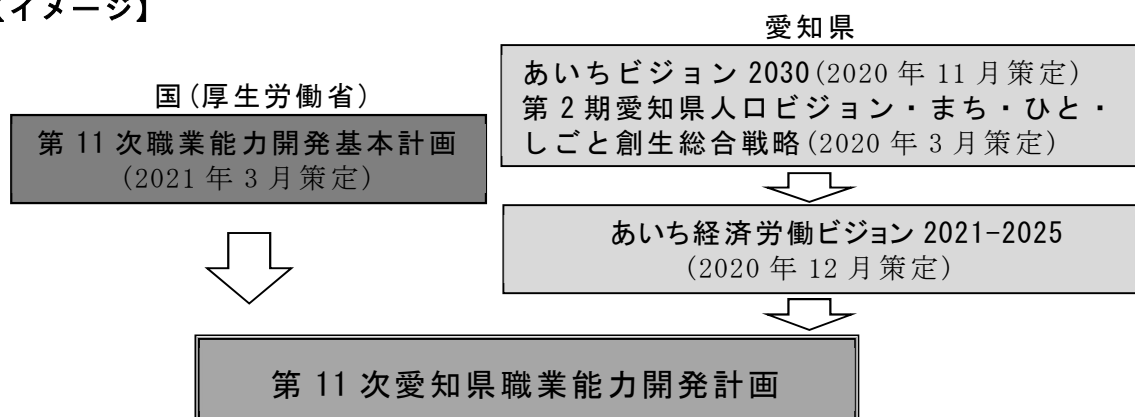 【イメージ】
愛知県
国(厚生労働省)
第 11 次職業能力開発基本計画
(2021 年 3 月策定)
あいちビジョン 2030(2020 年 11 月策定)
第 2 期愛知県人口ビジョン・まち・ひと・
しごと創生総合戦略(2020 年 3 月策定)
あいち経済労働ビジョン 2021-2025
(2020 年 12 月策定)
第 11 次愛知県職業能力開発計画